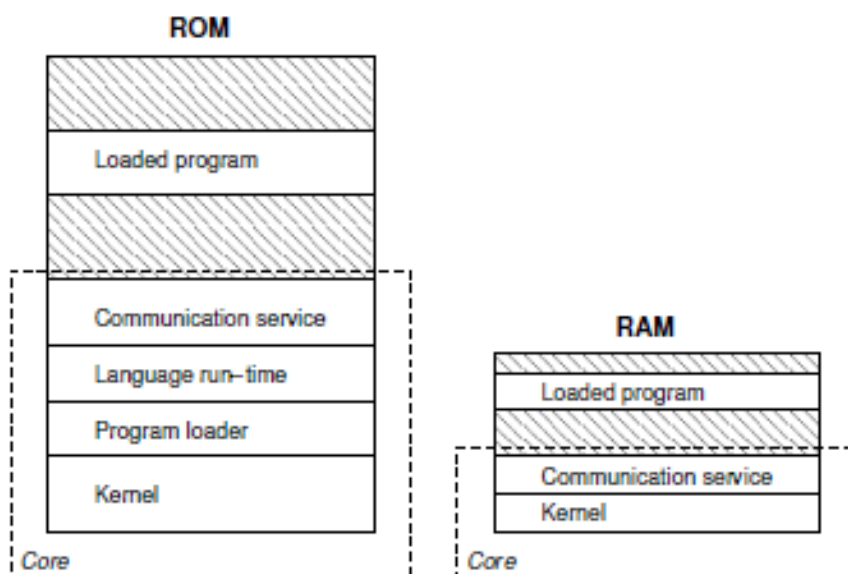 ROM
Loaded program
Communication service
Language run-time
Program loader
Kernel
Core
RAM
Loaded program
Communication service
Kernel
Core